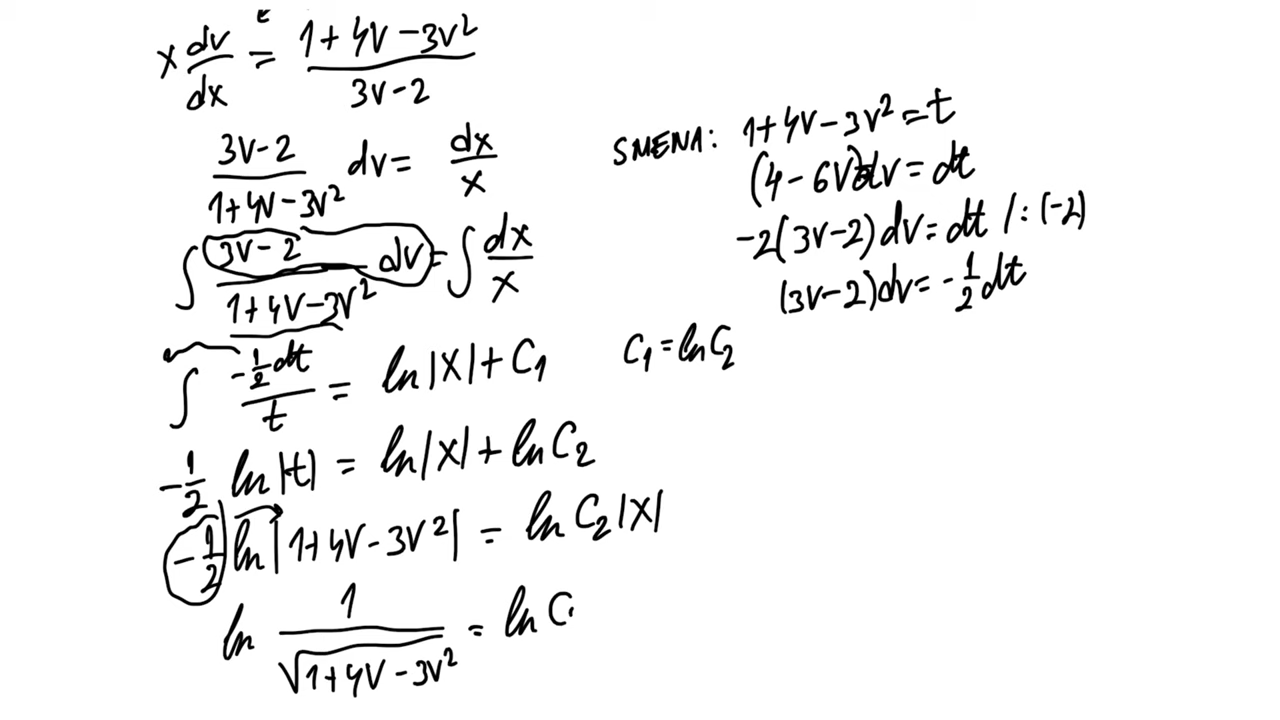 x dv/dx = (1+4v-3v²)/(3v-2)
(3v-2)/(1+4v-3v²) dv = dx/x
∫ (3v-2)/(1+4v-3v²) dv = ∫ dx/x
∫ (-1/2 dt)/t = ln|x| + C₁
-1/2 ln|t| = ln|x| + ln C₂
-1/2 ln|1+4v-3v²| = ln C₂|x|
ln 1/√(1+4v-3v²) = ln C
SMENA: 1+4v-3v² = t
(4-6v)dv = dt
-2(3v-2)dv = dt /:(-2)
(3v-2)dv = -1/2 dt
C₁ = ln C₂